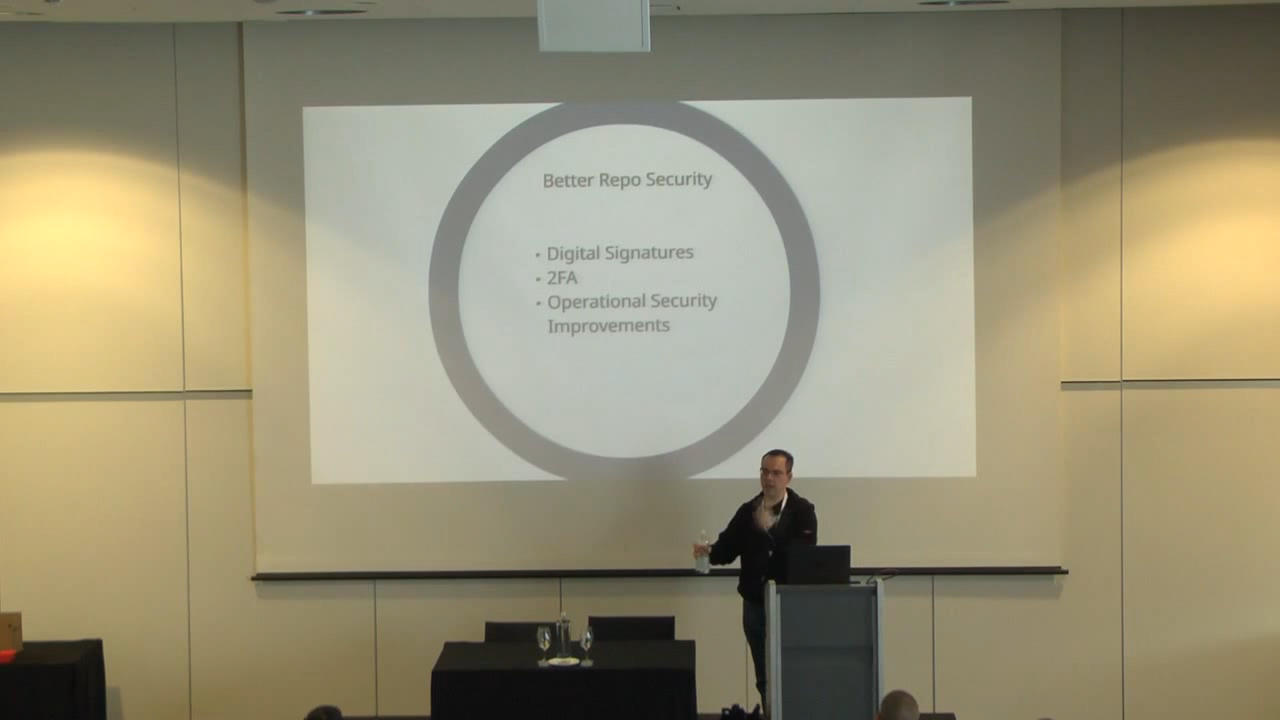 Better Repo Security
• Digital Signatures
• 2FA
• Operational Security
Improvements